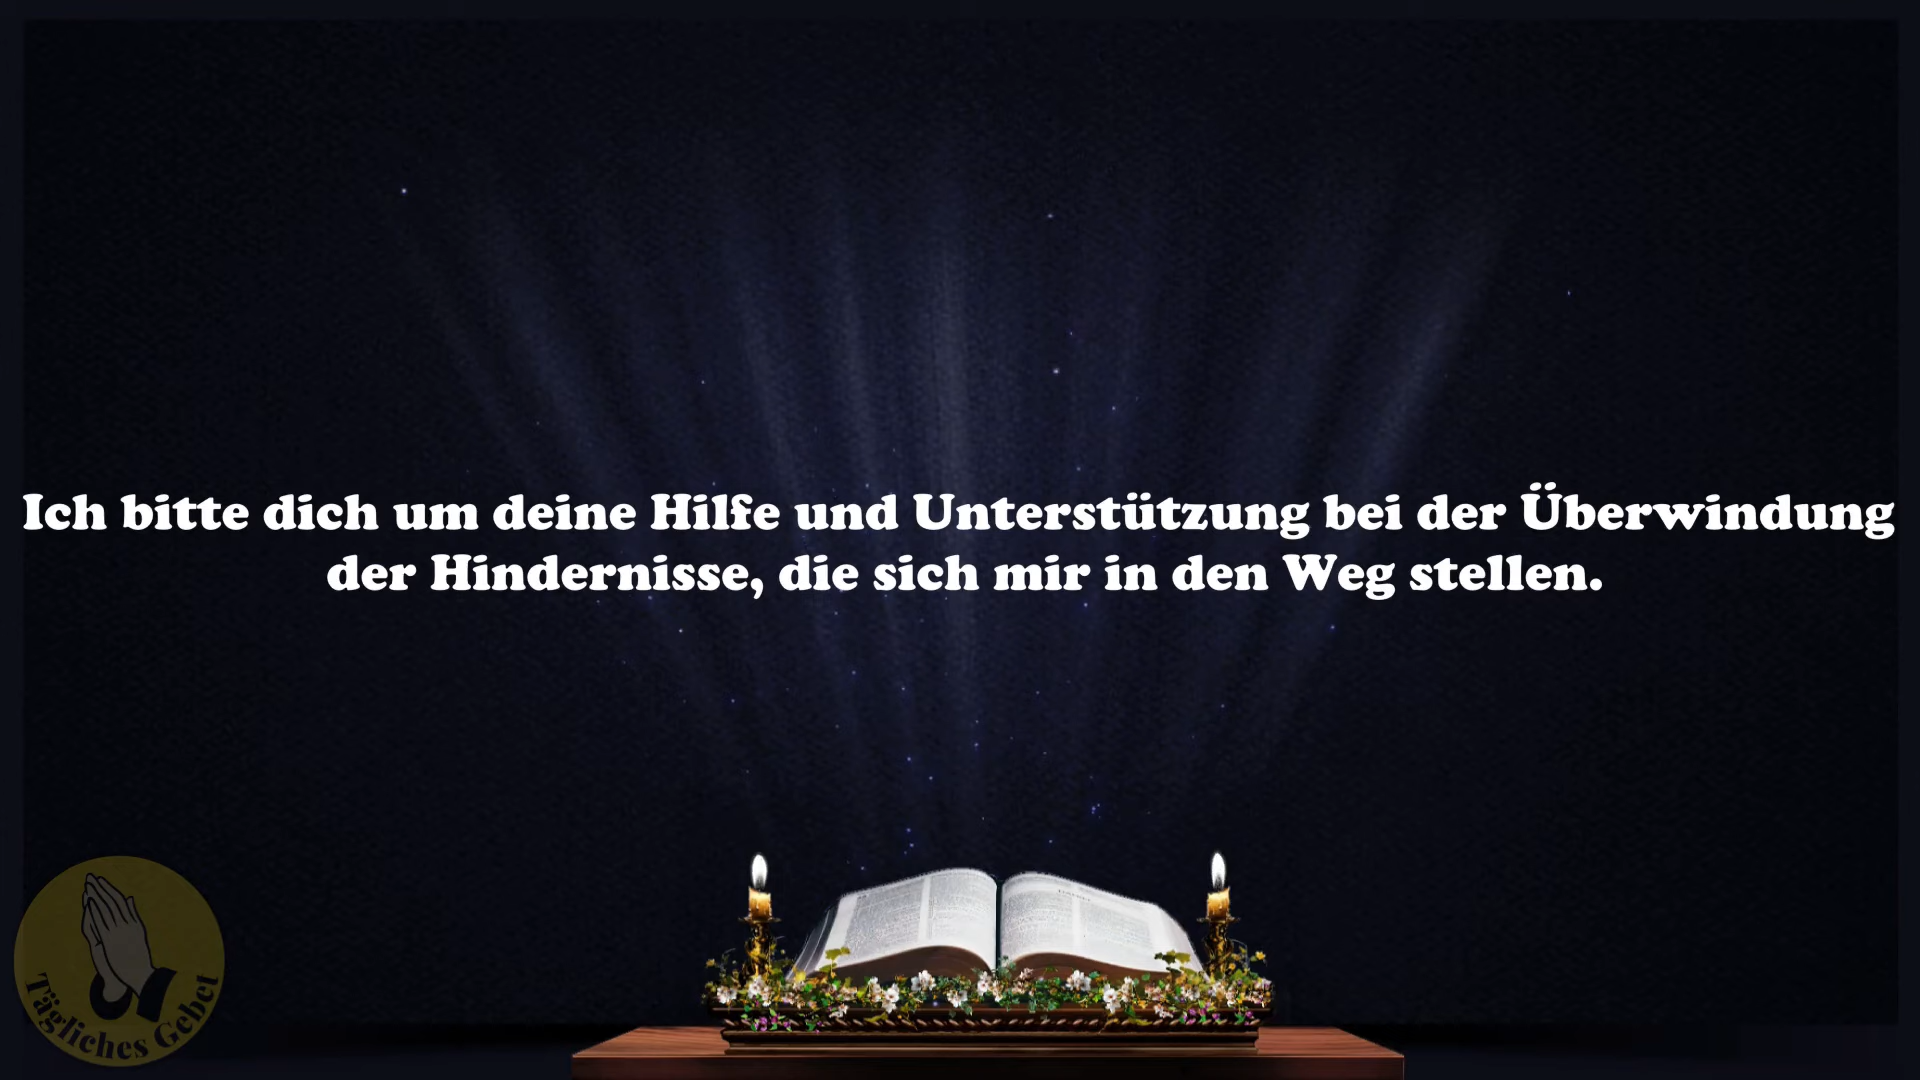 Ich bitte dich um deine Hilfe und Unterstützung bei der Überwindung
der Hindernisse, die sich mir in den Weg stellen.
Tägliches Gebet